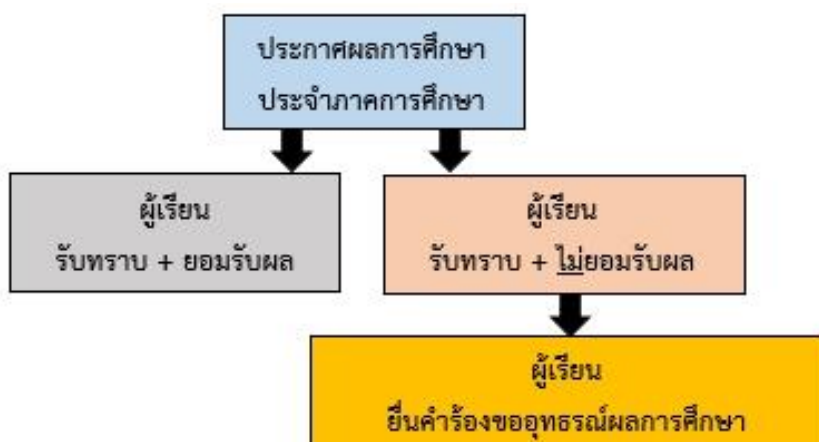 ประกาศผลการศึกษา
ประจำภาคการศึกษา
ผู้เรียน
รับทราบ + ยอมรับผล
ผู้เรียน
รับทราบ + ไม่ยอมรับผล
ผู้เรียน
ยื่นคำร้องขออุทธรณ์ผลการศึกษา